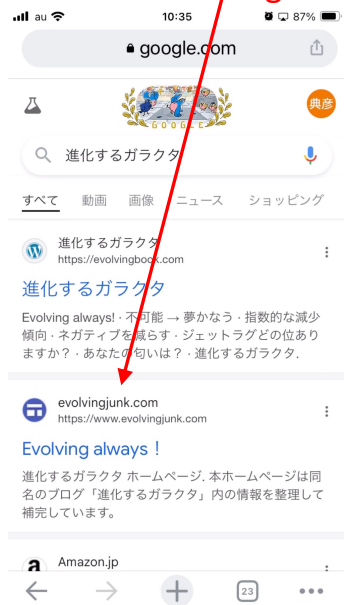 au
10:35
87%
google.com
典彦
GOOGLE
進化するガラクタ
すべて 動画 画像 ニュース ショッピング
進化するガラクタ
https://evolvingbook.com
進化するガラクタ
Evolving always! · 不可能 → 夢かなう · 指数的な減少
傾向 · ネガティブを減らす · ジェットラグどの位あり
ますか？ · あなたの匂いは？ · 進化するガラクタ.
evolvingjunk.com
https://www.evolvingjunk.com
Evolving always！
進化するガラクタ ホームページ. 本ホームページは同
名のブログ「進化するガラクタ」内の情報を整理して
補完しています。
a
Amazon.jp
23